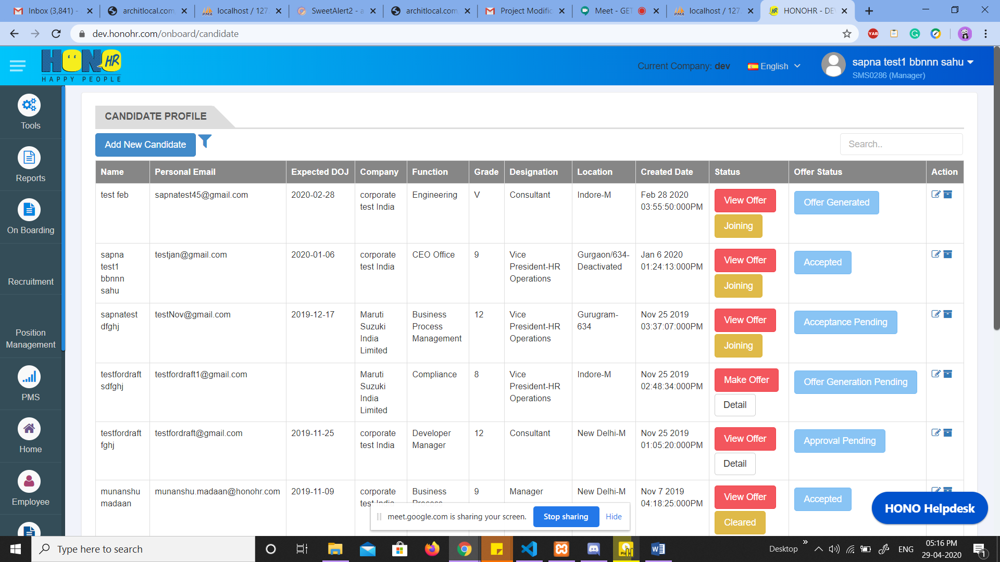 Inbox (3,841) -
architlocal.com
localhost / 127.
SweetAlert2 - a
architlocal.com
Project Modific
Meet - GET
localhost / 127.
HONOHR - DE
dev.honohr.com/onboard/candidate
HONO HR
HAPPY PEOPLE
Current Company: dev
English
sapna test1 bbnnn sahu
SMS0286 (Manager)
Tools
Reports
On Boarding
Recruitment
Position
Management
PMS
Home
Employee
CANDIDATE PROFILE
Add New Candidate
Search..
Name Personal Email Expected DOJ Company Function Grade Designation Location Created Date Status Offer Status Action
test feb sapnatest45@gmail.com 2020-02-28 corporate Engineering V Consultant Indore-M Feb 28 2020 View Offer Offer Generated
test India 03:55:50:000PM
Joining
sapna testjan@gmail.com 2020-01-06 corporate CEO Office 9 Vice Gurgaon/634- Jan 6 2020 View Offer Accepted
test1 test India President-HR Deactivated 01:24:13:000PM
bbnnn Operations Joining
sahu
sapnatest testNov@gmail.com 2019-12-17 Maruti Business 12 Vice Gurugram- Nov 25 2019 View Offer Acceptance Pending
dfghj Suzuki Process President-HR 634 03:37:07:000PM
India Management Operations Joining
Limited
testfordraft testfordraft1@gmail.com Maruti Compliance 8 Vice Indore-M Nov 25 2019 Make Offer Offer Generation Pending
sdfghj Suzuki President-HR 02:48:34:000PM
India Operations Detail
Limited
testfordraft testfordraft@gmail.com 2019-11-25 corporate Developer 12 Consultant New Delhi-M Nov 25 2019 View Offer Approval Pending
fghj test India Manager 01:05:20:000PM
Detail
munanshu munanshu.madaan@honohr.com 2019-11-09 corporate Business 9 Manager New Delhi-M Nov 7 2019 View Offer Accepted
madaan test India Process 04:18:25:000PM
Cleared
HONO Helpdesk
meet.google.com is sharing your screen. Stop sharing Hide
Type here to search
Desktop
ENG
05:16 PM
29-04-2020
1